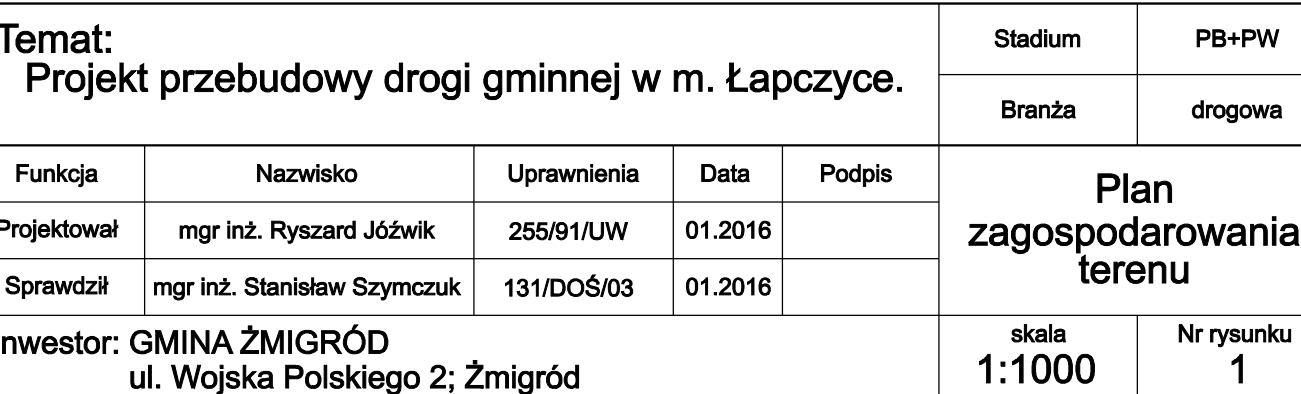 Temat:
Projekt przebudowy drogi gminnej w m. Łapczyce.
Stadium PB+PW
Branża drogowa
Funkcja Nazwisko Uprawnienia Data Podpis
Projektował mgr inż. Ryszard Jóźwik 255/91/UW 01.2016
Sprawdził mgr inż. Stanisław Szymczuk 131/DOŚ/03 01.2016
Plan
zagospodarowania
terenu
Inwestor: GMINA ŻMIGRÓD
ul. Wojska Polskiego 2; Żmigród
skala Nr rysunku
1:1000 1